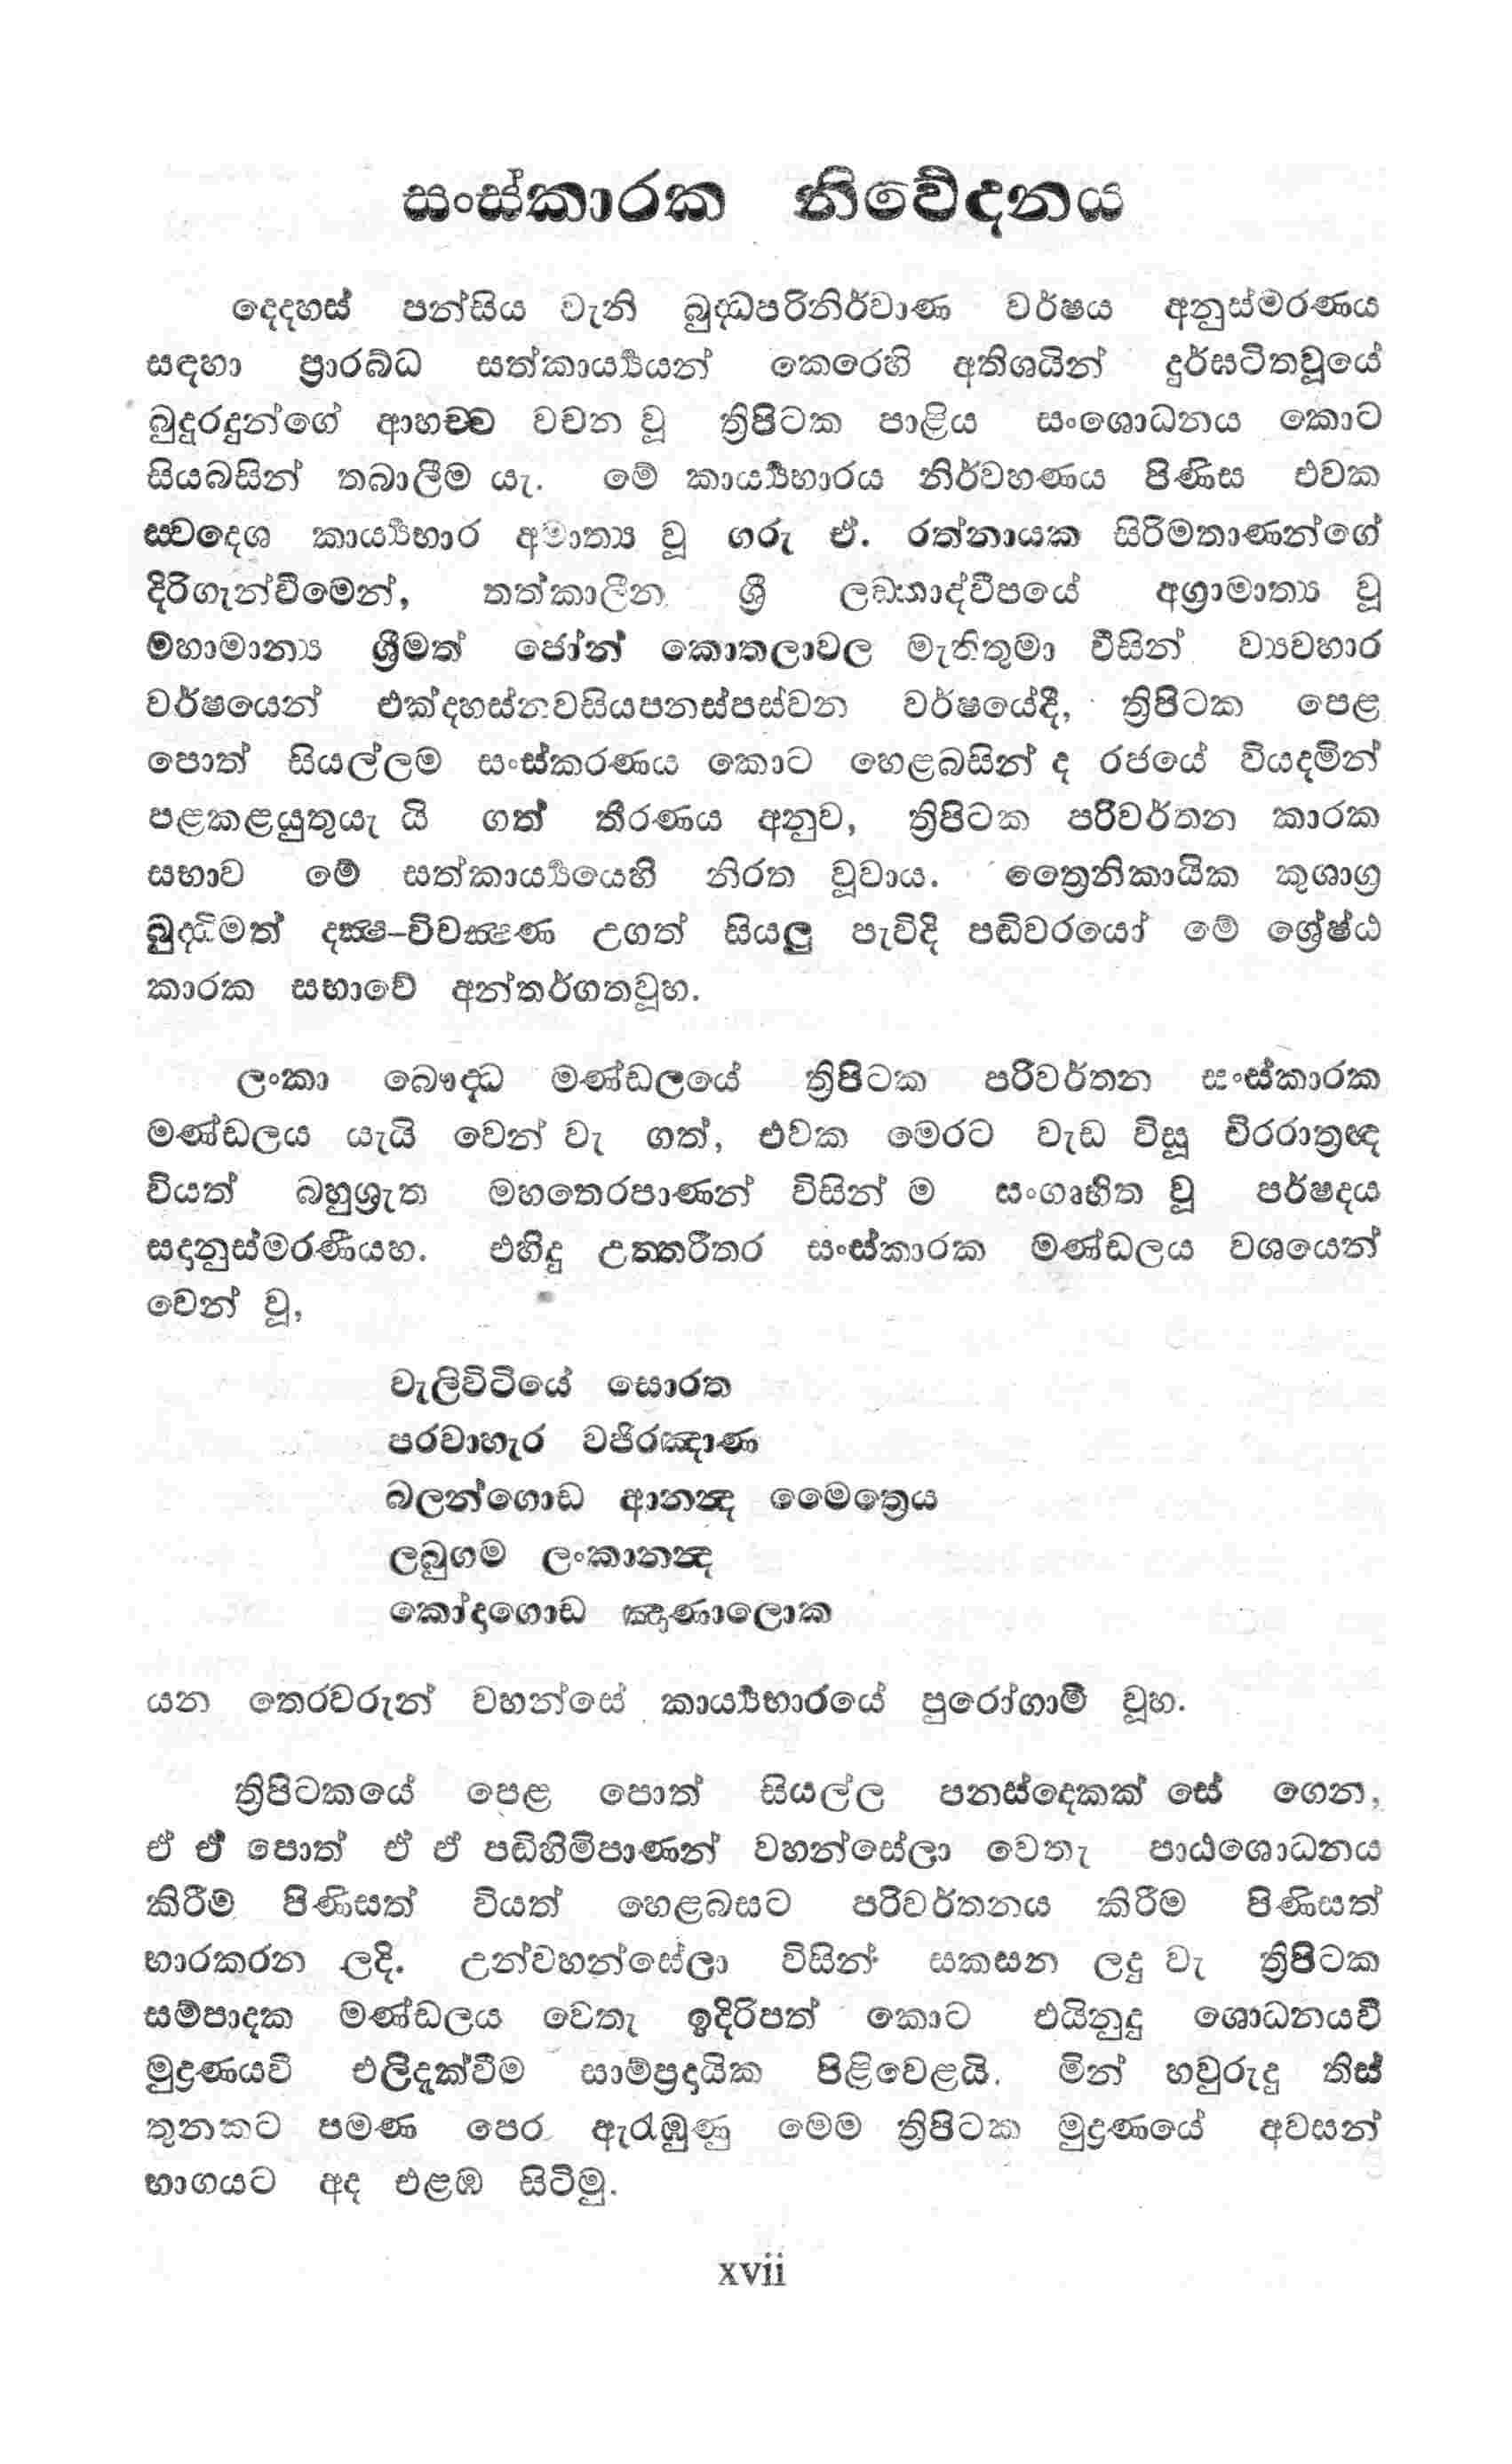 සංස්කාරක නිවේදනය
දෙදහස් පන්සිය වැනි බුද්ධපරිනිර්වාණ වර්ෂය අනුස්මරණය
සඳහා ප්‍රාරබ්ධ සත්කාර්‍ය්‍යයන් කෙරෙහි අතිශයින් දුර්ඝටිතවූයේ
බුදුරදුන්ගේ ආහච්ච වචන වූ ත්‍රිපිටක පාළිය සංශොධනය කොට
සියබසින් තබාලීම යැ. මේ කාර්‍ය්‍යභාරය නිර්වහණය පිණිස එවක
ස්වදෙශ කාර්‍ය්‍යභාර අමාත්‍ය වූ ගරු ඒ. රත්නායක සිරිමතාණන්ගේ
දිරිගැන්වීමෙන්, තත්කාලීන ශ්‍රී ලඞ්කාද්වීපයේ අග්‍රාමාත්‍ය වූ
මහාමාන්‍ය ශ්‍රීමත් ජෝන් කොතලාවල මැතිතුමා විසින් ව්‍යවහාර
වර්ෂයෙන් එක්දහස්නවසියපනස්පස්වන වර්ෂයේදී, ත්‍රිපිටක පෙළ
පොත් සියල්ලම සංස්කරණය කොට හෙළබසින් ද රජයේ වියදමින්
පළකළයුතුයැ යි ගත් තීරණය අනුව, ත්‍රිපිටක පරිවර්තන කාරක
සභාව මේ සත්කාර්‍ය්‍යයෙහි නිරත වූවාය. ත්‍රෛනිකායික කුශාග්‍ර
බුද්ධිමත් දක්‍ෂ-විචක්‍ෂණ උගත් සියලු පැවිදි පඬිවරයෝ මේ ශ්‍රේෂ්ඨ
කාරක සභාවේ අන්තර්ගතවූහ.
ලංකා බෞද්ධ මණ්ඩලයේ ත්‍රිපිටක පරිවර්තන සංස්කාරක
මණ්ඩලය යැයි වෙන් වැ ගත්, එවක මෙරට වැඩ විසූ චිරරාත්‍රඥ
වියත් බහුශ්‍රැත මහතෙරපාණන් විසින් ම සංගෘහිත වූ පර්ෂදය
සදානුස්මරණීයහ. එහිදු උත්තරීතර සංස්කාරක මණ්ඩලය වශයෙන්
වෙන් වූ,
වැලිවිටියේ සොරත
පරවාහැර වජිරඤාණ
බලන්ගොඩ ආනන්ද මෛත්‍රෙය
ලබුගම ලංකානන්ද
කෝදාගොඩ ඤාණාලොක
යන තෙරවරුන් වහන්සේ කාර්‍ය්‍යභාරයේ පුරෝගාමී වූහ.
ත්‍රිපිටකයේ පෙළ පොත් සියල්ල පනස්දෙකක් සේ ගෙන,
ඒ ඒ පොත් ඒ ඒ පඬිහිමිපාණන් වහන්සේලා වෙතැ පාඨශොධනය
කිරීම පිණිසත් වියත් හෙළබසට පරිවර්තනය කිරීම පිණිසත්
භාරකරන ලදි. උන්වහන්සේලා විසින් සකසන ලදු වැ ත්‍රිපිටක
සම්පාදක මණ්ඩලය වෙතැ ඉදිරිපත් කොට එයිනුදු ශොධනයවී
මුද්‍රණයවී එලිදැක්වීම සාම්ප්‍රදායික පිළිවෙළයි. මින් හවුරුදු තිස්
තුනකට පමණ පෙර ඇරඹුණු මෙම ත්‍රිපිටක මුද්‍රණයේ අවසන්
භාගයට අද එළඹ සිටිමු.
xvii